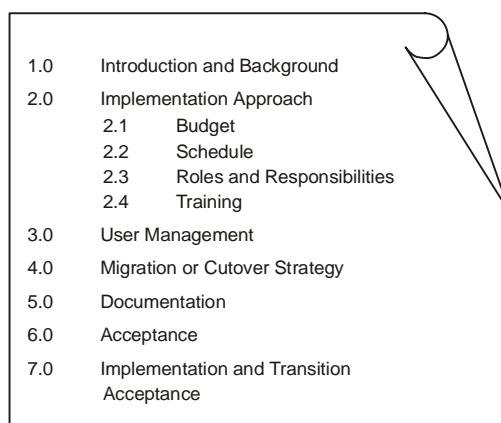 1.0 Introduction and Background
2.0 Implementation Approach
2.1 Budget
2.2 Schedule
2.3 Roles and Responsibilities
2.4 Training
3.0 User Management
4.0 Migration or Cutover Strategy
5.0 Documentation
6.0 Acceptance
7.0 Implementation and Transition
Acceptance